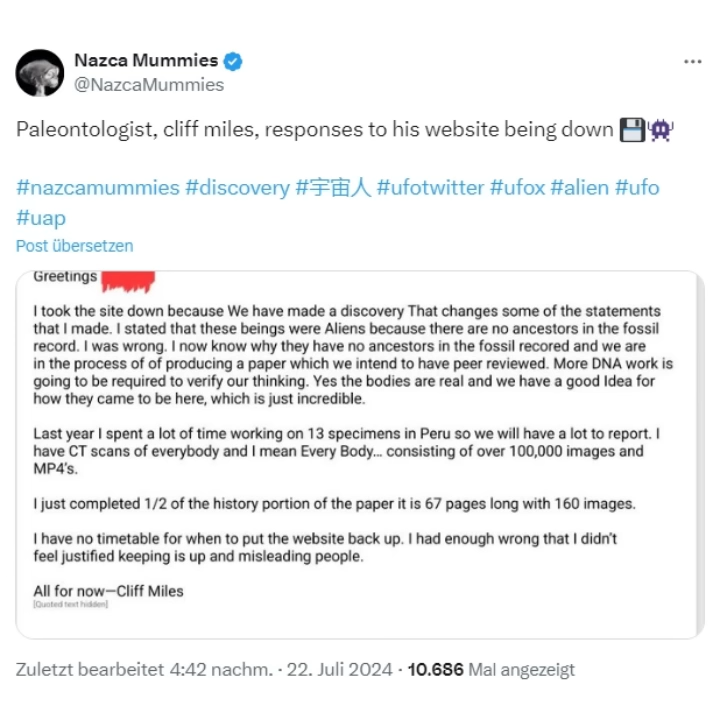 Nazca Mummies
@NazcaMummies
Paleontologist, cliff miles, responses to his website being down 💾👾
#nazcamummies #discovery #宇宙人 #ufotwitter #ufox #alien #ufo
#uap
Post übersetzen
Greetings
I took the site down because We have made a discovery That changes some of the statements
that I made. I stated that these beings were Aliens because there are no ancestors in the fossil
record. I was wrong. I now know why they have no ancestors in the fossil recored and we are
in the process of of producing a paper which we intend to have peer reviewed. More DNA work is
going to be required to verify our thinking. Yes the bodies are real and we have a good Idea for
how they came to be here, which is just incredible.
Last year I spent a lot of time working on 13 specimens in Peru so we will have a lot to report. I
have CT scans of everybody and I mean Every Body... consisting of over 100,000 images and
MP4's.
I just completed 1/2 of the history portion of the paper it is 67 pages long with 160 images.
I have no timetable for when to put the website back up. I had enough wrong that I didn't
feel justified keeping is up and misleading people.
All for now—Cliff Miles
[Quoted text hidden]
Zuletzt bearbeitet 4:42 nachm. · 22. Juli 2024 · 10.686 Mal angezeigt